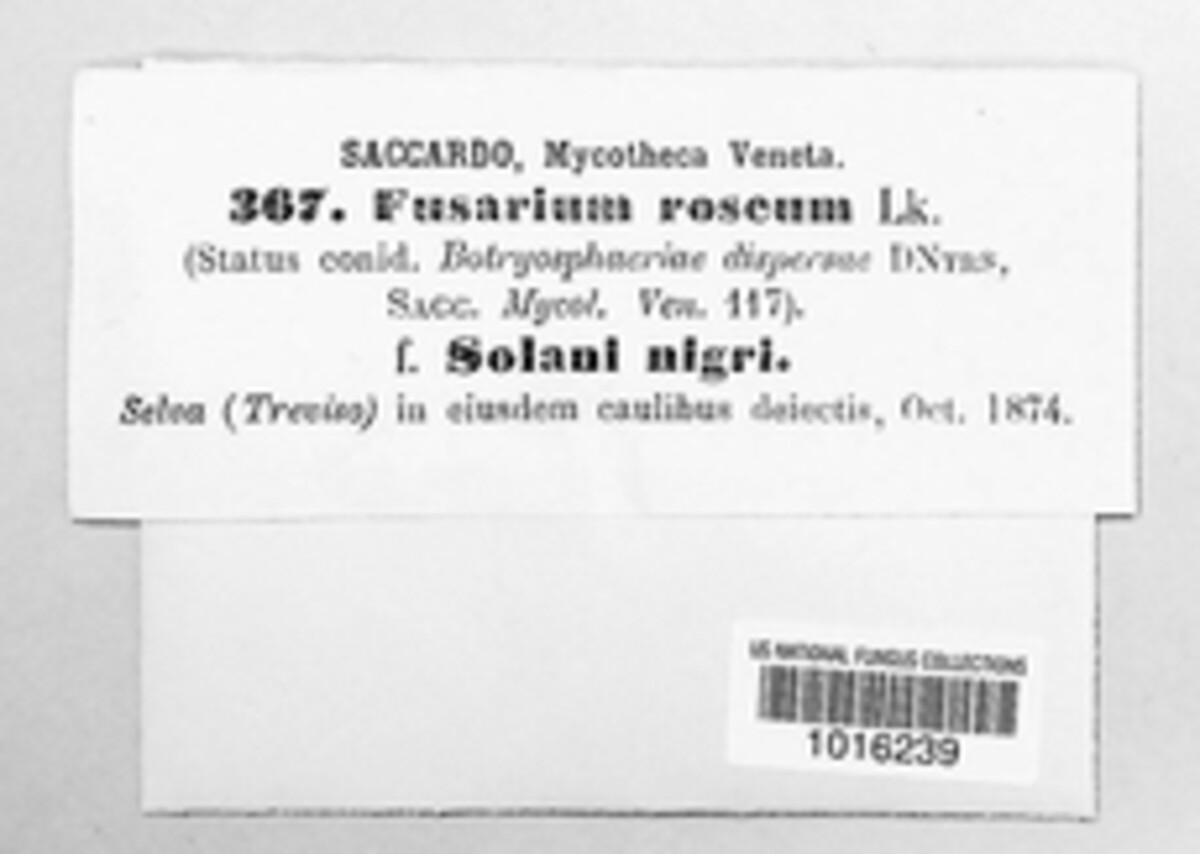 SACCARDO, Mycotheca Veneta.
367. Fusarium roseum Lk.
(Status conid. Botryosphaeriae dispersae DNTRS,
SACC. Mycol. Ven. 117).
f. Solani nigri.
Selva (Treviso) in eiusdem caulibus deiectis, Oct. 1874.
US NATIONAL FUNGUS COLLECTIONS
1016239